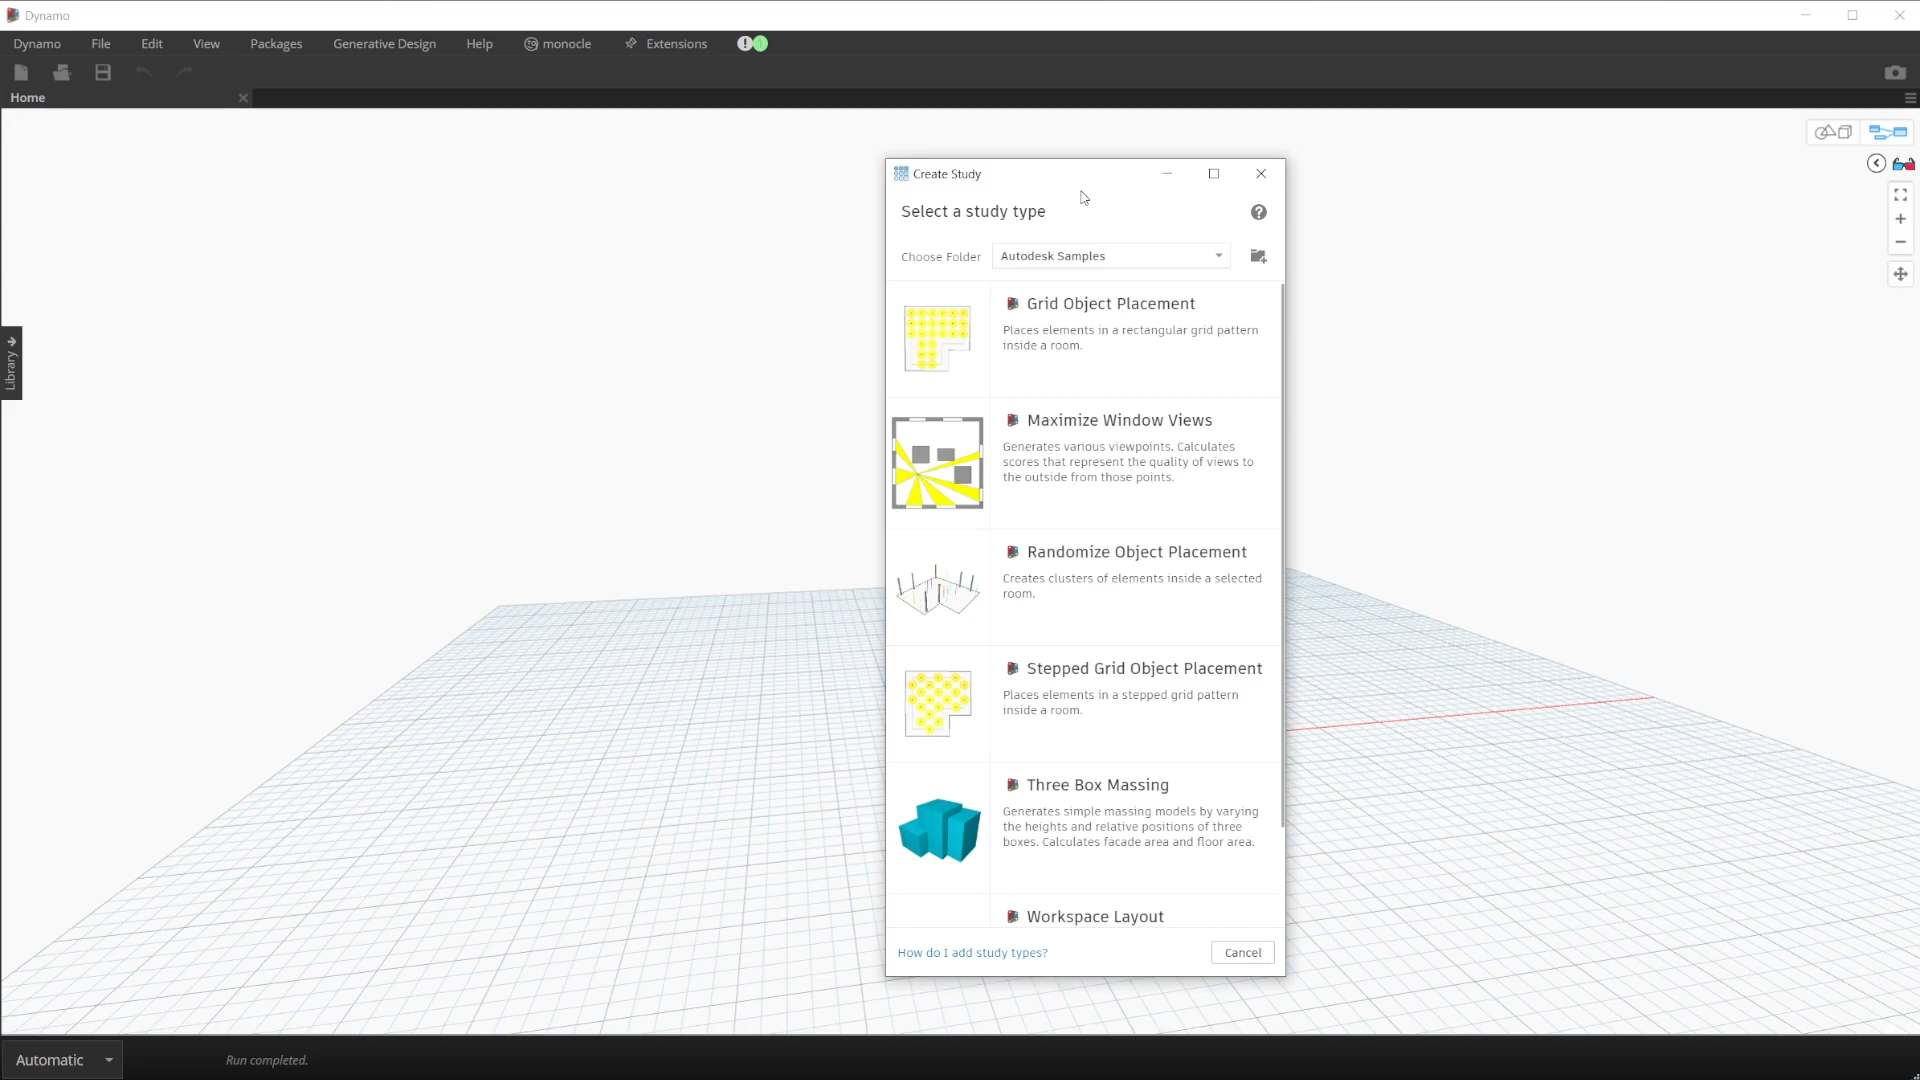 Dynamo
Dynamo File Edit View Packages Generative Design Help monocle Extensions !
Home
Library
Create Study
Select a study type
Choose Folder Autodesk Samples
Grid Object Placement
Places elements in a rectangular grid pattern
inside a room.
Maximize Window Views
Generates various viewpoints. Calculates
scores that represent the quality of views to
the outside from those points.
Randomize Object Placement
Creates clusters of elements inside a selected
room.
Stepped Grid Object Placement
Places elements in a stepped grid pattern
inside a room.
Three Box Massing
Generates simple massing models by varying
the heights and relative positions of three
boxes. Calculates facade area and floor area.
Workspace Layout
How do I add study types? Cancel
Automatic Run completed.